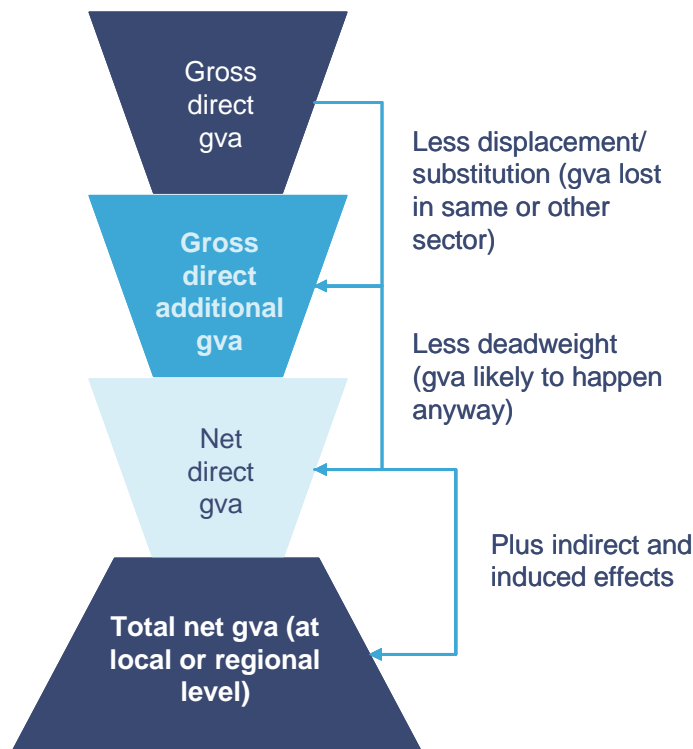 Gross
direct
gva
Less displacement/
substitution (gva lost
in same or other
sector)
Gross
direct
additional
gva
Less deadweight
(gva likely to happen
anyway)
Net
direct
gva
Plus indirect and
induced effects
Total net gva (at
local or regional
level)